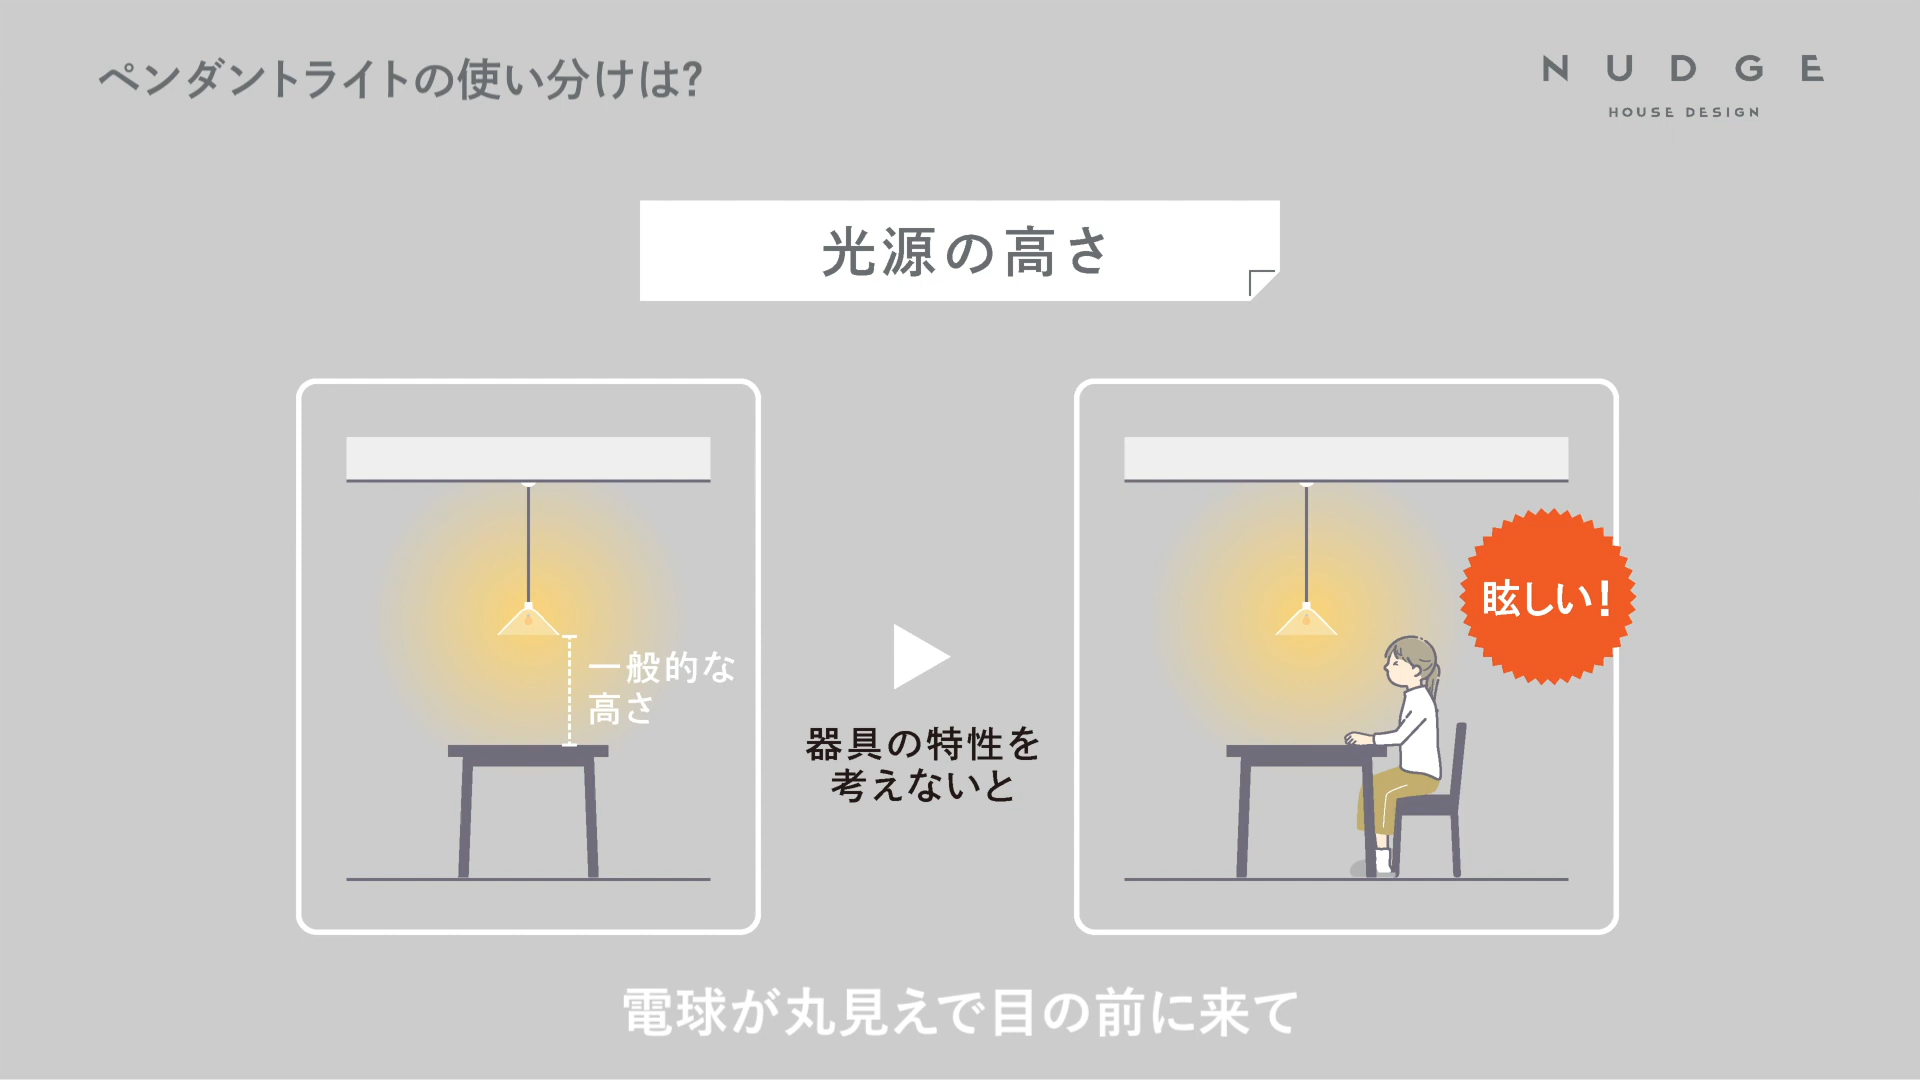 ペンダントライトの使い分けは?
NUDGE
HOUSE DESIGN
光源の高さ
一般的な
高さ
器具の特性を
考えないと
眩しい!
電球が丸見えで目の前に来て